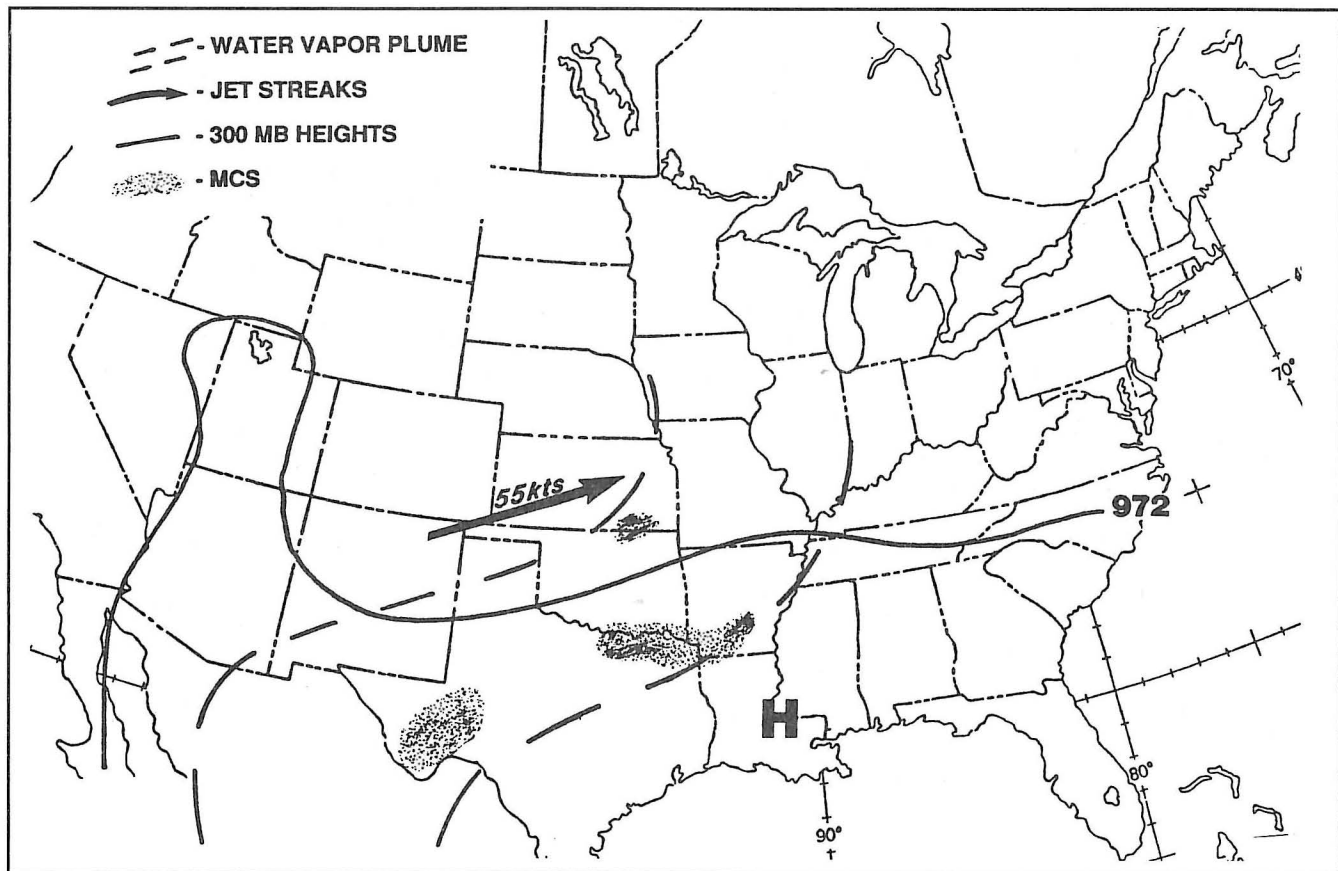 - WATER VAPOR PLUME
- JET STREAKS
- 300 MB HEIGHTS
- MCS
70°
55kts
972
H
80°
90°